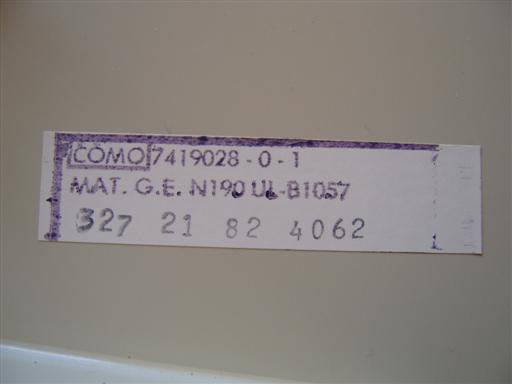 COMO 7419028-0-1
MAT. G.E. N190 UL-B1057
327 21 82 4062